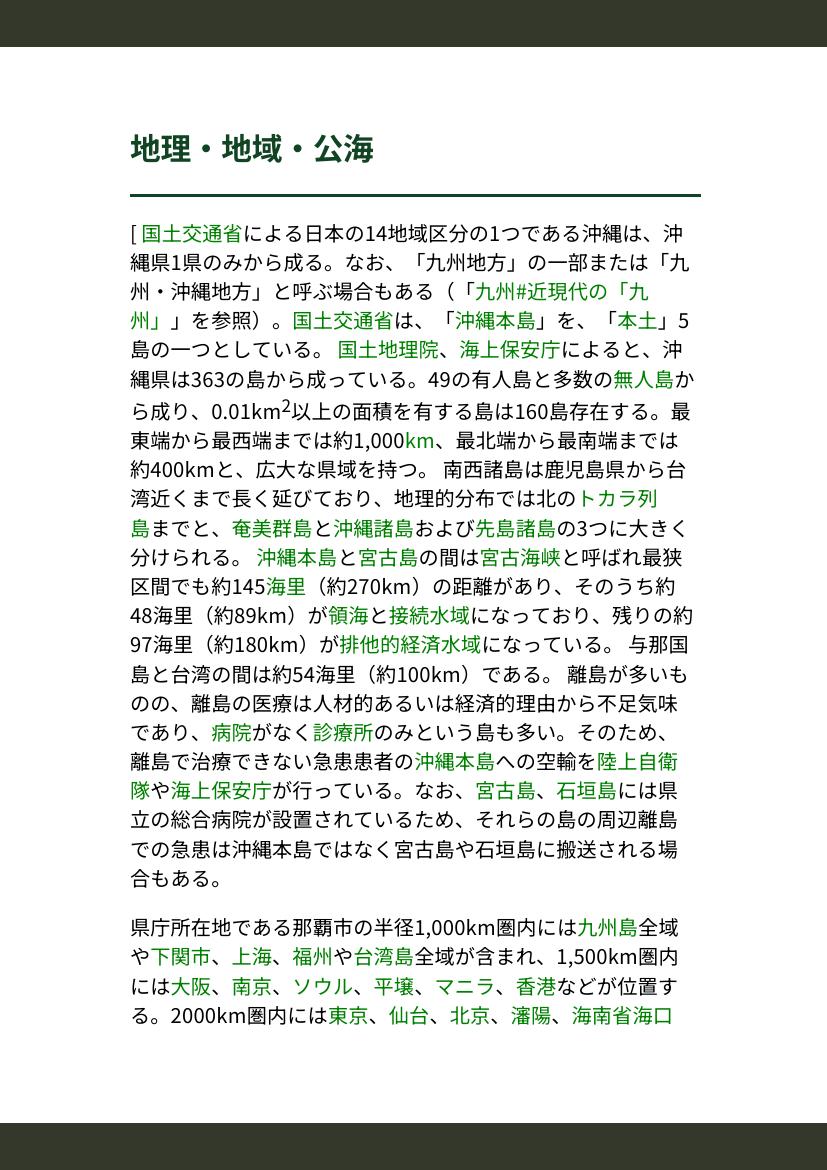 地理・地域・公海
[ 国土交通省による日本の14地域区分の1つである沖縄は、沖
縄県1県のみから成る。なお、「九州地方」の一部または「九
州・沖縄地方」と呼ぶ場合もある（「九州#近現代の「九
州」」を参照）。国土交通省は、「沖縄本島」を、「本土」5
島の一つとしている。 国土地理院、海上保安庁によると、沖
縄県は363の島から成っている。49の有人島と多数の無人島か
ら成り、0.01km2以上の面積を有する島は160島存在する。最
東端から最西端までは約1,000km、最北端から最南端までは
約400kmと、広大な県域を持つ。 南西諸島は鹿児島県から台
湾近くまで長く延びており、地理的分布では北のトカラ列
島までと、奄美群島と沖縄諸島および先島諸島の3つに大きく
分けられる。 沖縄本島と宮古島の間は宮古海峡と呼ばれ最狭
区間でも約145海里（約270km）の距離があり、そのうち約
48海里（約89km）が領海と接続水域になっており、残りの約
97海里（約180km）が排他的経済水域になっている。 与那国
島と台湾の間は約54海里（約100km）である。 離島が多いも
のの、離島の医療は人材的あるいは経済的理由から不足気味
であり、病院がなく診療所のみという島も多い。そのため、
離島で治療できない急患患者の沖縄本島への空輸を陸上自衛
隊や海上保安庁が行っている。なお、宮古島、石垣島には県
立の総合病院が設置されているため、それらの島の周辺離島
での急患は沖縄本島ではなく宮古島や石垣島に搬送される場
合もある。
県庁所在地である那覇市の半径1,000km圏内には九州島全域
や下関市、上海、福州や台湾島全域が含まれ、1,500km圏内
には大阪、南京、ソウル、平壌、マニラ、香港などが位置す
る。2000km圏内には東京、仙台、北京、瀋陽、海南省海口